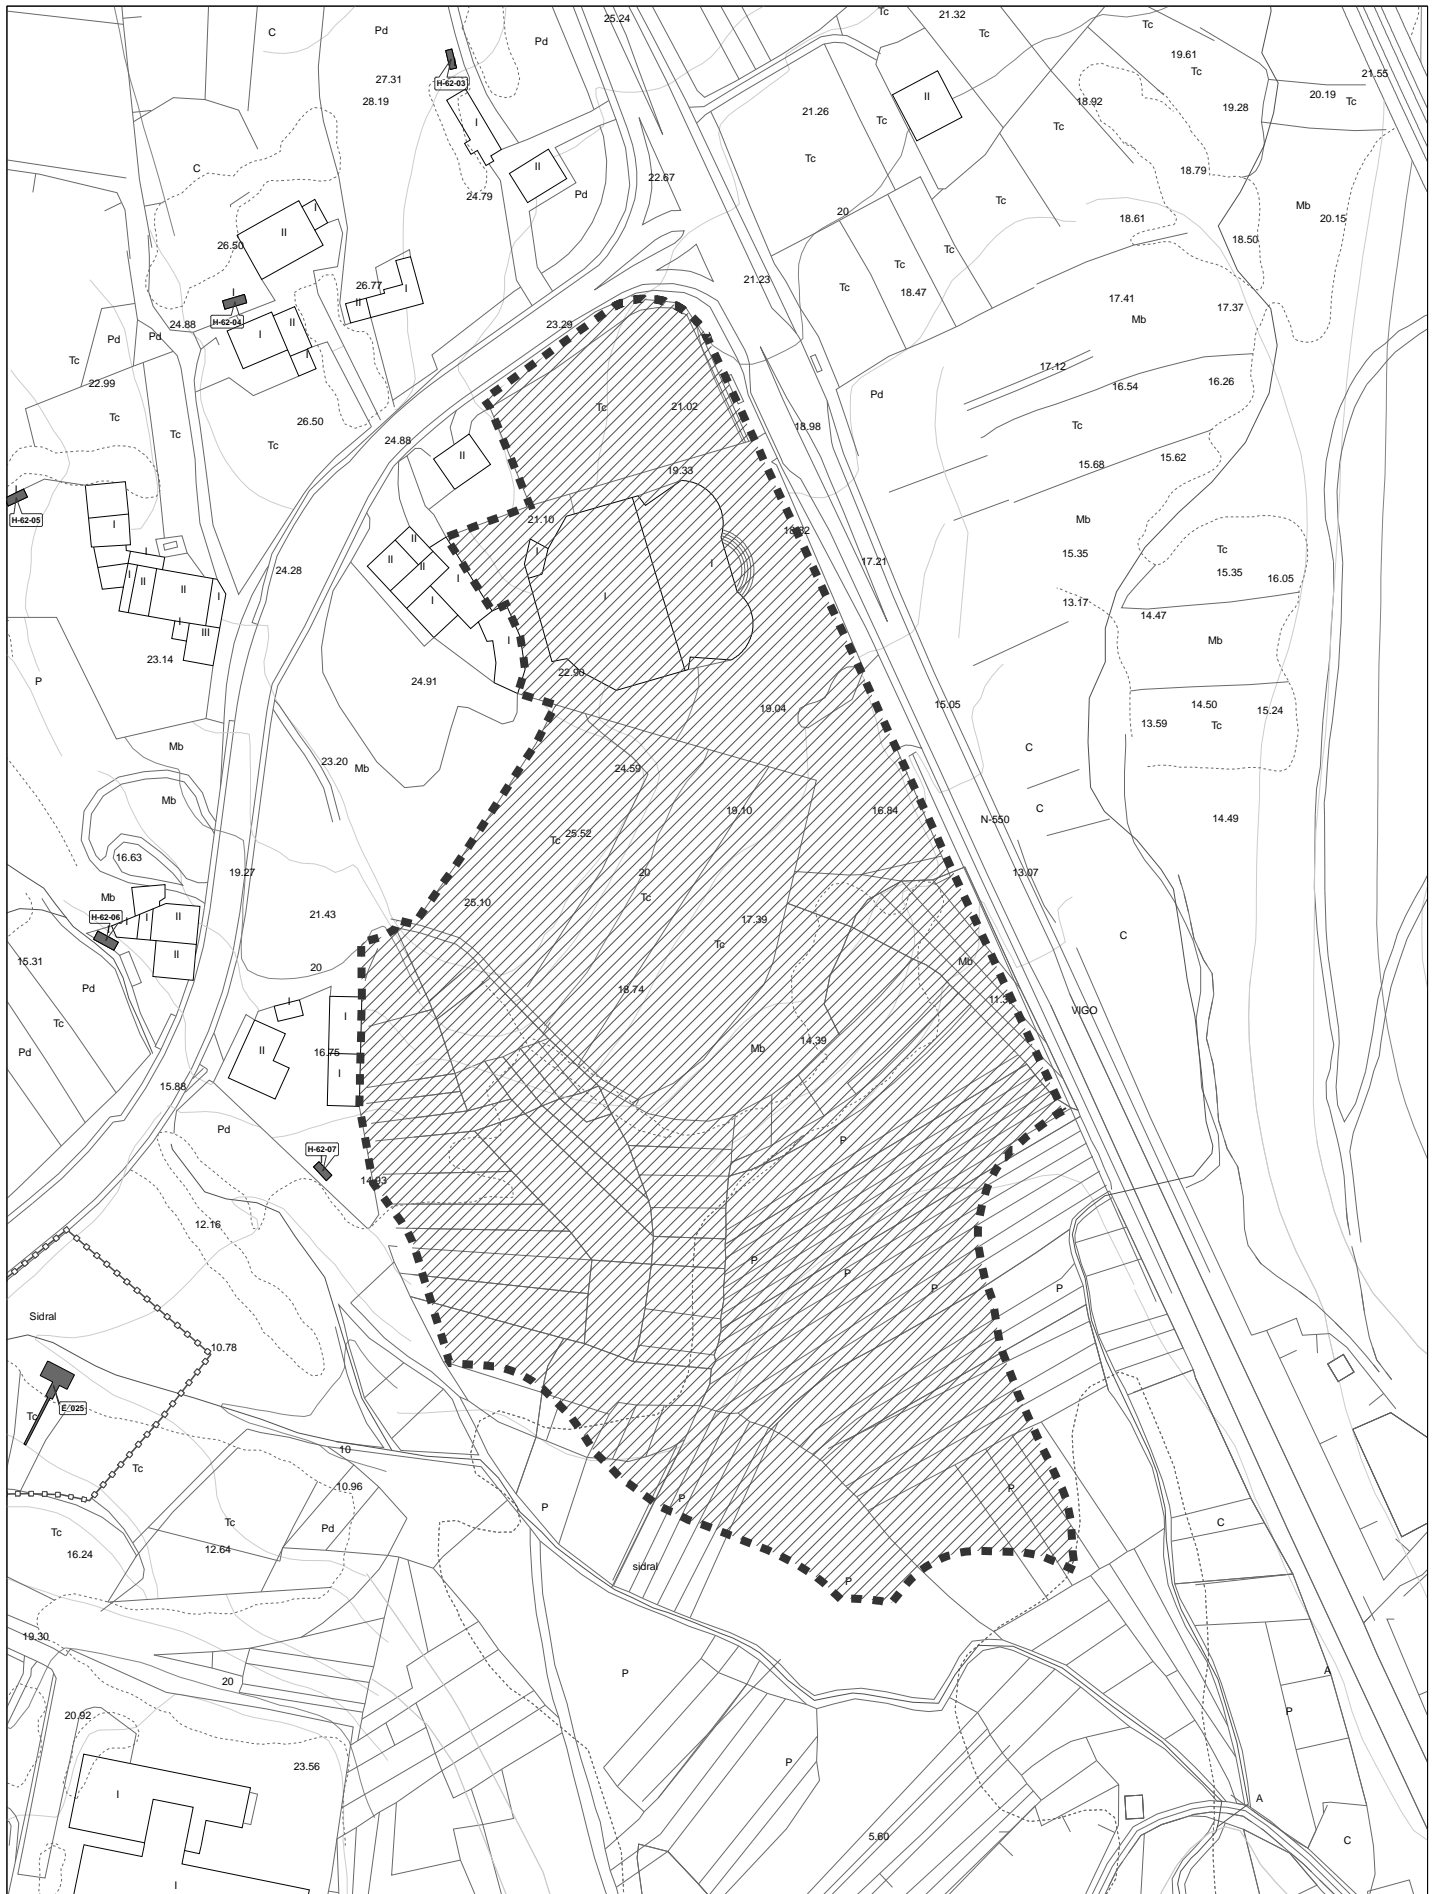 Tc
21.32
25.24
C
Pd
Pd
Tc
Tc
19.61
Tc
21.55
27.31
28.19
H-62-03
II
18.92
19.28
20.19
Tc
21.26
Tc
Tc
I
Tc
C
II
22.67
18.79
24.79
Pd
Tc
Mb
20
18.61
20.15
I
II
26.50
Tc
18.50
Tc
21.23
26.77
I
Tc
18.47
17.41
17.37
I
II
H-62-04
24.88
II
23.29
Mb
Pd
Pd
I
I
Tc
22.99
17.12
16.54
16.26
Pd
Tc
Tc
21.02
26.50
18.98
Tc
Tc
Tc
24.88
II
15.68
15.62
19.33
I
H-62-05
21.10
Mb
I
18.32
II
15.35
Tc
I
I
17.21
II
II
I
I
24.28
15.35
16.05
I
II
II
I
I
I
13.17
14.47
I
III
I
Mb
23.14
22.90
P
24.91
19.04
15.05
14.50
15.24
13.59
Tc
Mb
C
23.20
Mb
24.59
Mb
19.10
16.84
C
N-550
14.49
Tc
25.52
16.63
19.27
20
13.07
Mb
Tc
25.10
H-62-06
I
I
II
21.43
17.39
C
Tc
II
15.31
20
Mb
Pd
18.74
11.3
I
I
VIGO
Tc
Pd
II
16.75
Mb
14.39
I
15.88
Pd
P
H-62-07
14.93
12.16
P
P
P
P
Sidral
10.78
E/025
Tc
10
Tc
10.96
P
P
P
Tc
Tc
Pd
C
16.24
12.64
sidral
P
19.30
P
A
20
20.92
P
P
23.56
I
A
5.60
C
I